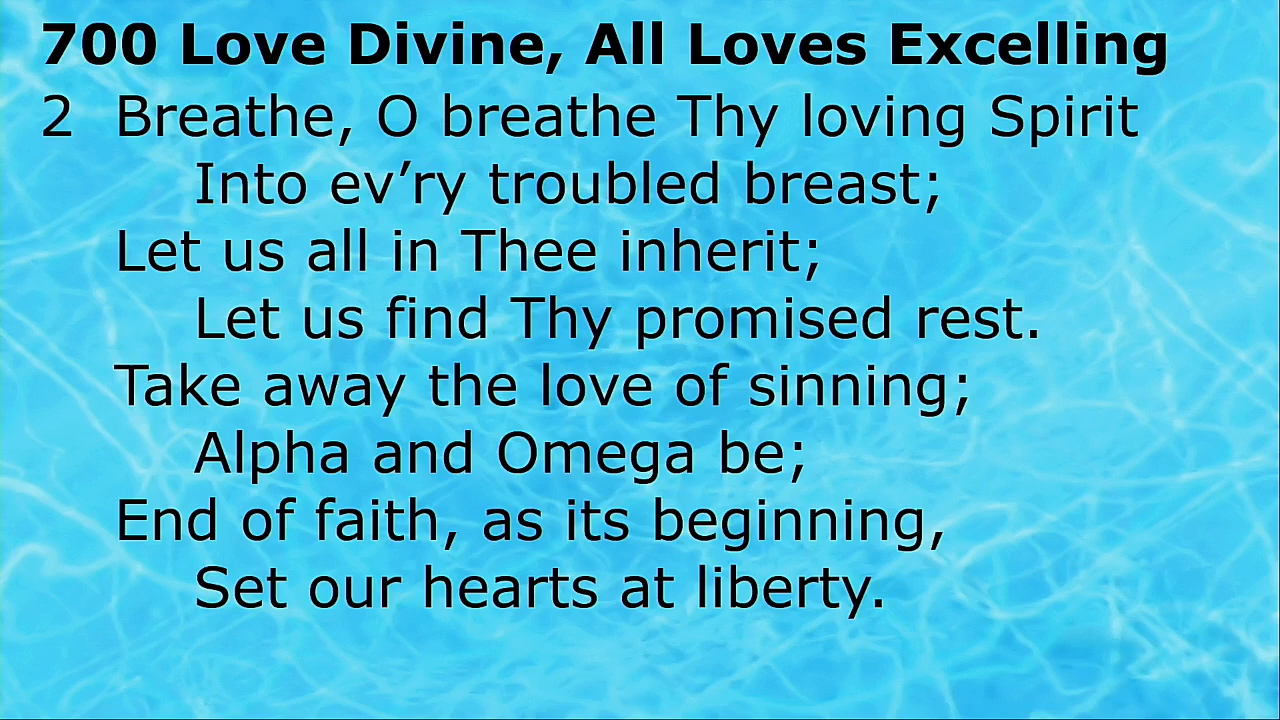 700 Love Divine, All Loves Excelling
2 Breathe, O breathe Thy loving Spirit
Into ev’ry troubled breast;
Let us all in Thee inherit;
Let us find Thy promised rest.
Take away the love of sinning;
Alpha and Omega be;
End of faith, as its beginning,
Set our hearts at liberty.